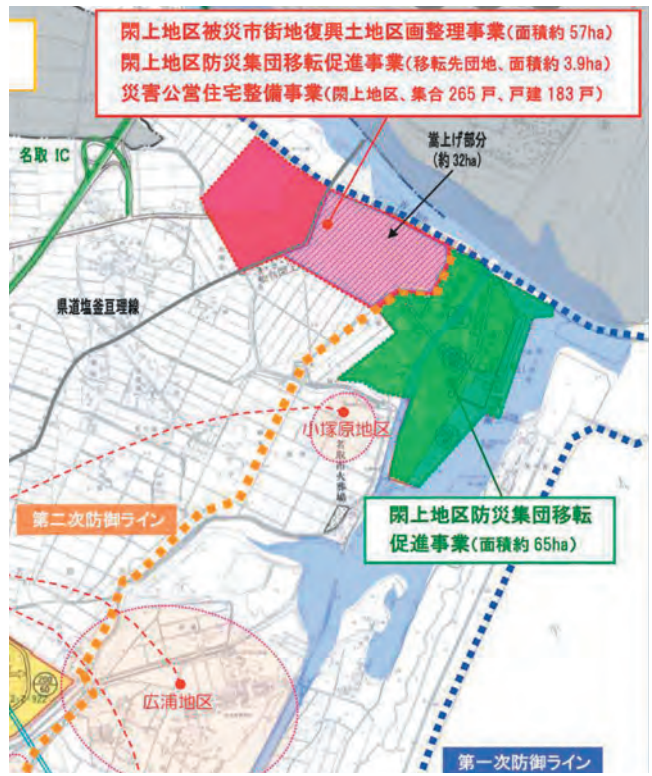 閖上地区被災市街地復興土地区画整理事業(面積約57ha)
閖上地区防災集団移転促進事業(移転先団地、面積約3.9ha)
災害公営住宅整備事業(閖上地区、集合265戸、戸建183戸)
名取IC
嵩上げ部分
(約32ha)
県道塩釜亘理線
小塚原地区
名取市火葬場
第二次防御ライン
閖上地区防災集団移転
促進事業(面積約65ha)
広浦地区
第一次防御ライン